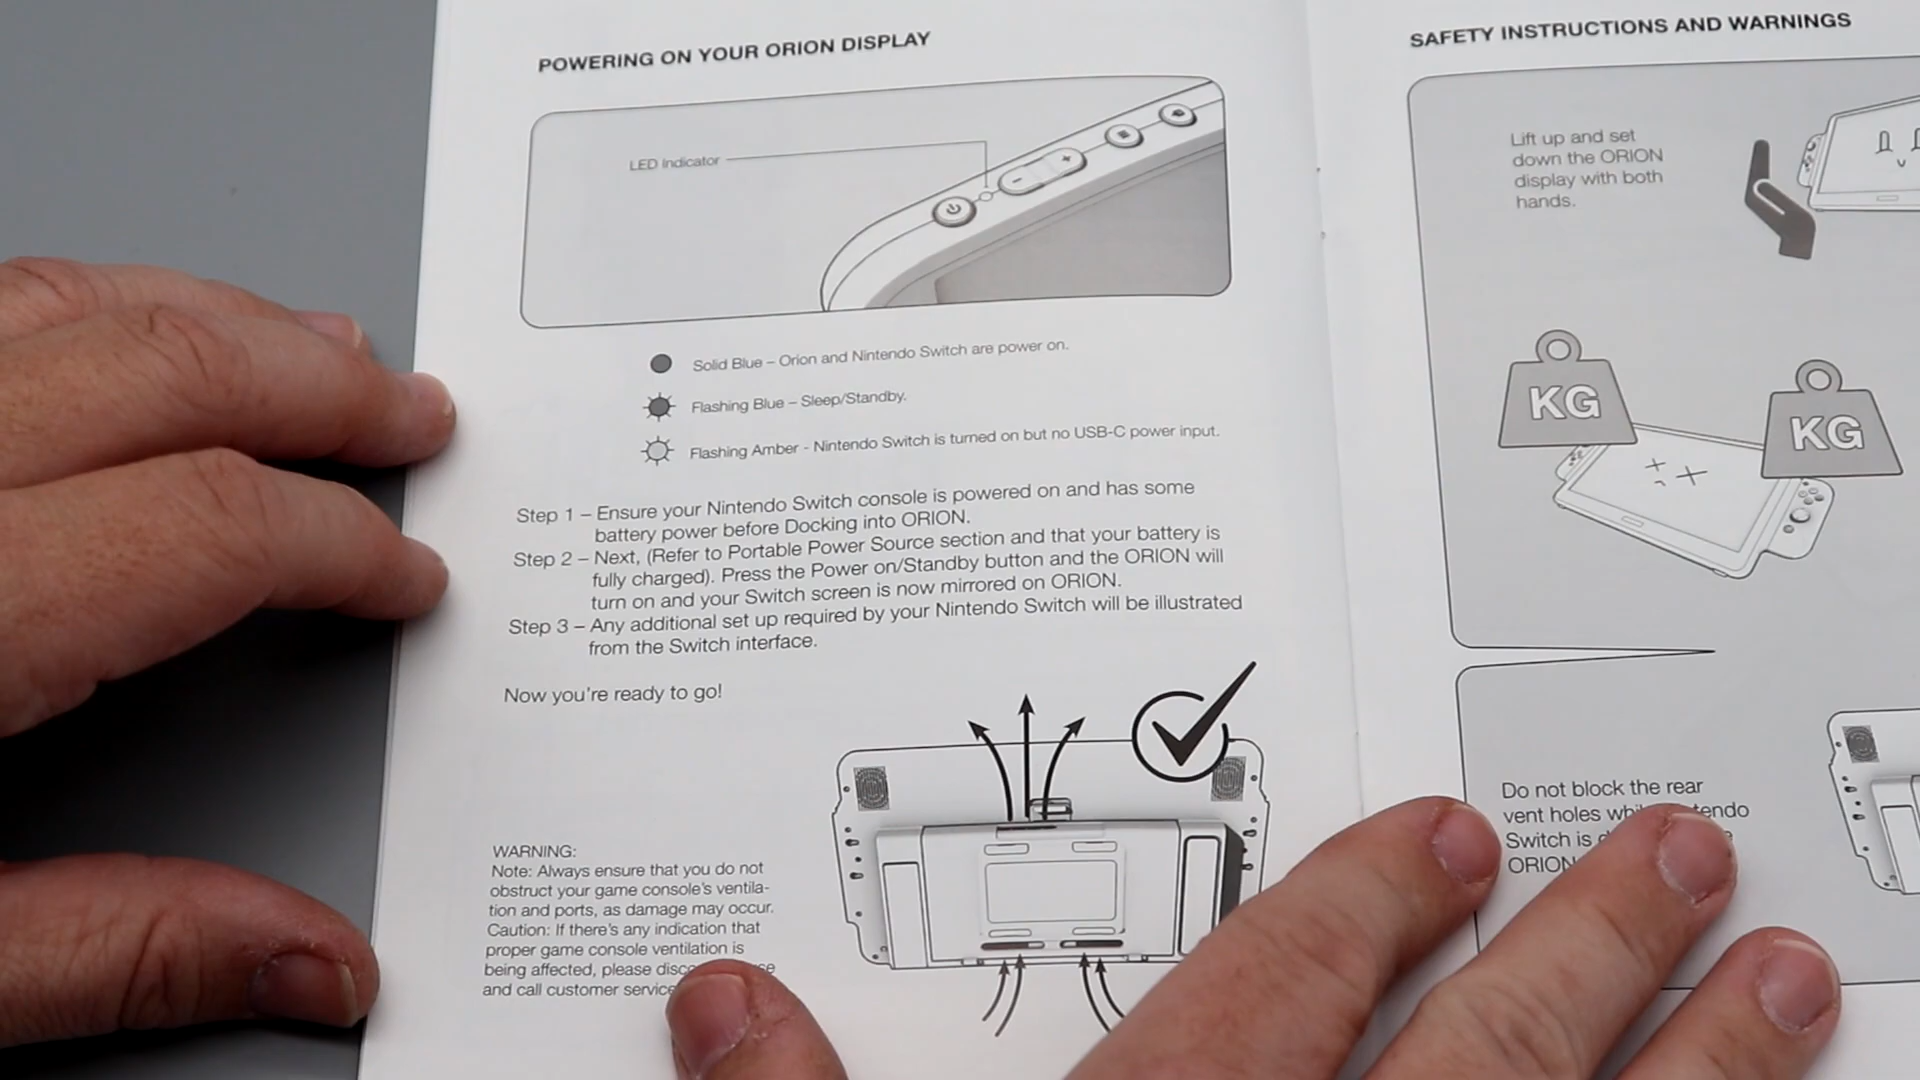 POWERING ON YOUR ORION DISPLAY
LED Indicator
Solid Blue – Orion and Nintendo Switch are power on.
Flashing Blue – Sleep/Standby.
Flashing Amber - Nintendo Switch is turned on but no USB-C power input.
Step 1 – Ensure your Nintendo Switch console is powered on and has some
battery power before Docking into ORION.
Step 2 – Next, (Refer to Portable Power Source section and that your battery is
fully charged). Press the Power on/Standby button and the ORION will
turn on and your Switch screen is now mirrored on ORION.
Step 3 – Any additional set up required by your Nintendo Switch will be illustrated
from the Switch interface.
Now you're ready to go!
WARNING:
Note: Always ensure that you do not
obstruct your game console's ventila-
tion and ports, as damage may occur.
Caution: If there's any indication that
proper game console ventilation is
being affected, please
and call customer service
SAFETY INSTRUCTIONS AND WARNINGS
Lift up and set
down the ORION
display with both
hands.
KG
KG
Do not block the rear
vent holes
Switch is
ORION